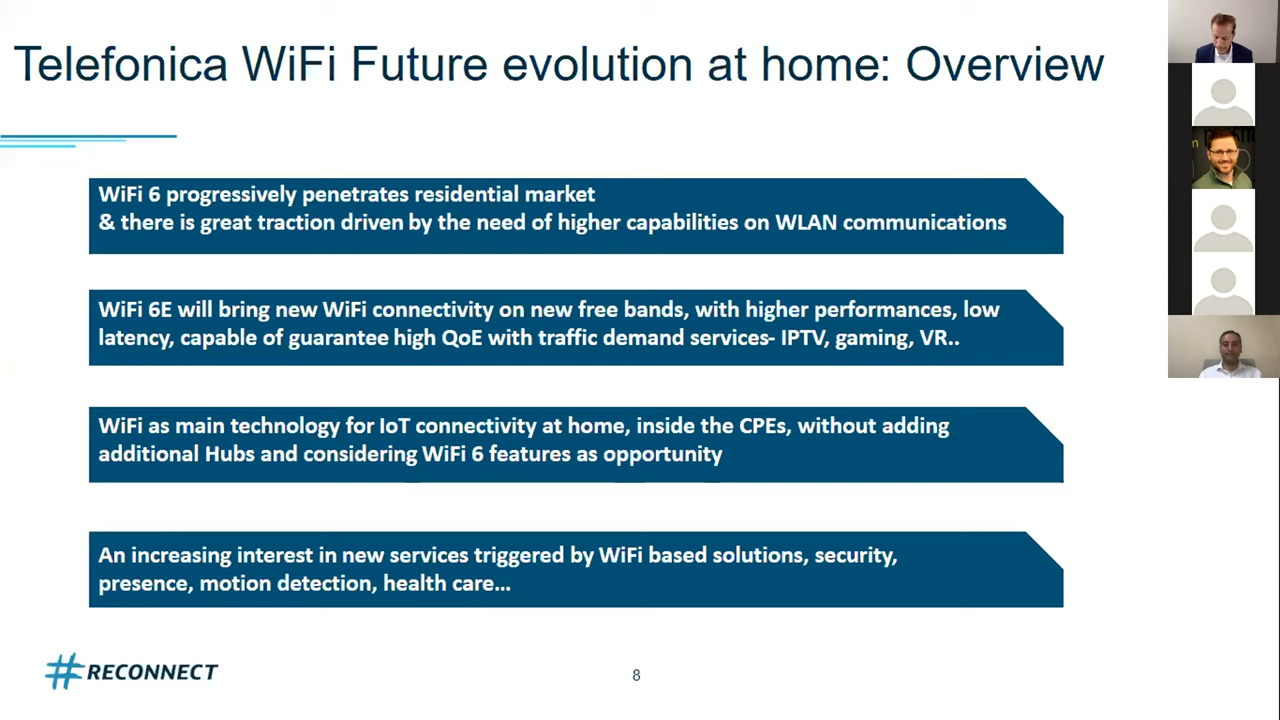 Telefonica WiFi Future evolution at home: Overview
WiFi 6 progressively penetrates residential market
& there is great traction driven by the need of higher capabilities on WLAN communications
WiFi 6E will bring new WiFi connectivity on new free bands, with higher performances, low
latency, capable of guarantee high QoE with traffic demand services- IPTV, gaming, VR..
WiFi as main technology for IoT connectivity at home, inside the CPEs, without adding
additional Hubs and considering WiFi 6 features as opportunity
An increasing interest in new services triggered by WiFi based solutions, security,
presence, motion detection, health care...
#RECONNECT
8